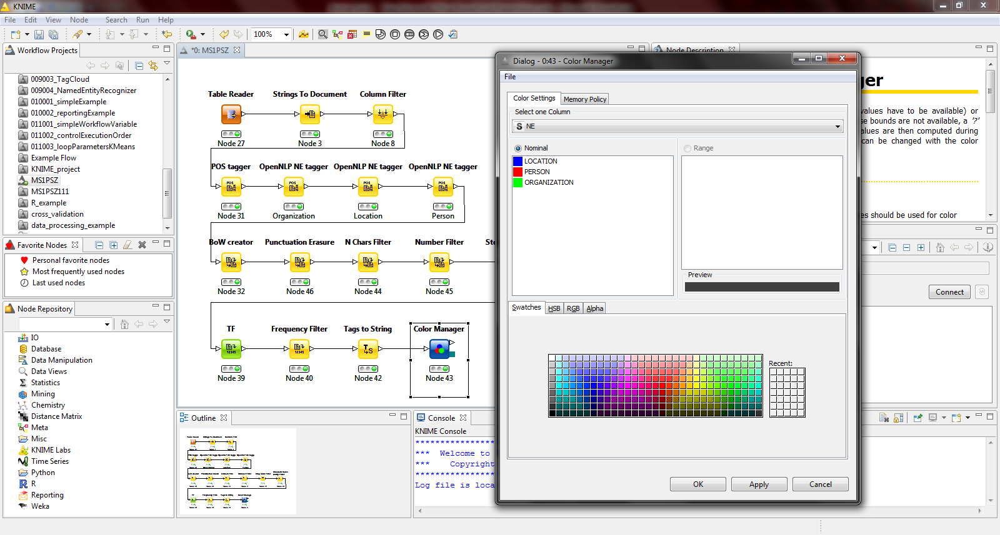 KNIME
File Edit View Node Search Run Help
100%
Workflow Projects
009003_TagCloud
009004_NamedEntityRecognizer
010001_simpleExample
010002_reportingExample
011001_simpleWorkflowVariable
011002_controlExecutionOrder
011003_loopParametersKMeans
Example Flow
KNIME_project
MS1PSZ
MS1PSZ111
R_example
cross_validation
data_processing_example
Favorite Nodes
Personal favorite nodes
Most frequently used nodes
Last used nodes
Node Repository
IO
Database
Data Manipulation
Data Views
Statistics
Mining
Chemistry
Distance Matrix
Meta
Misc
KNIME Labs
Time Series
Python
R
Reporting
Weka
*0: MS1PSZ
Table Reader Strings To Document Column Filter
Node 27 Node 3 Node 8
POS tagger OpenNLP NE tagger OpenNLP NE tagger OpenNLP NE tagger
Node 31 Organization Location Person
BoW creator Punctuation Erasure N Chars Filter Number Filter Sto
Node 32 Node 46 Node 44 Node 45
TF Frequency Filter Tags to String Color Manager
Node 39 Node 40 Node 42 Node 43
Outline
Console
KNIME Console
****************
*** Welcome to
*** Copyright
****************
Log file is loca
Node Description
ger
values have to be available) or
se bounds are not available, a '?'
alues are then computed during
can be changed with the color
es should be used for color
Connect
Dialog - 0:43 - Color Manager
File
Color Settings Memory Policy
Select one Column
S NE
Nominal Range
LOCATION
PERSON
ORGANIZATION
Preview
Swatches HSB RGB Alpha
Recent:
OK Apply Cancel